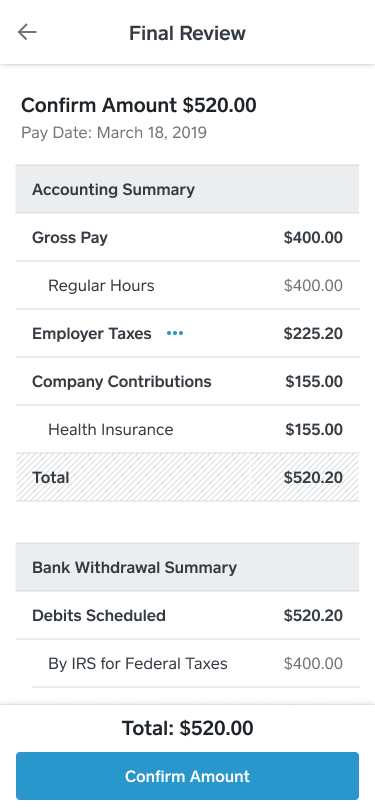 Final Review
Confirm Amount $520.00
Pay Date: March 18, 2019
Accounting Summary
Gross Pay $400.00
Regular Hours $400.00
Employer Taxes ••• $225.20
Company Contributions $155.00
Health Insurance $155.00
Total $520.20
Bank Withdrawal Summary
Debits Scheduled $520.20
By IRS for Federal Taxes $400.00
Total: $520.00
Confirm Amount